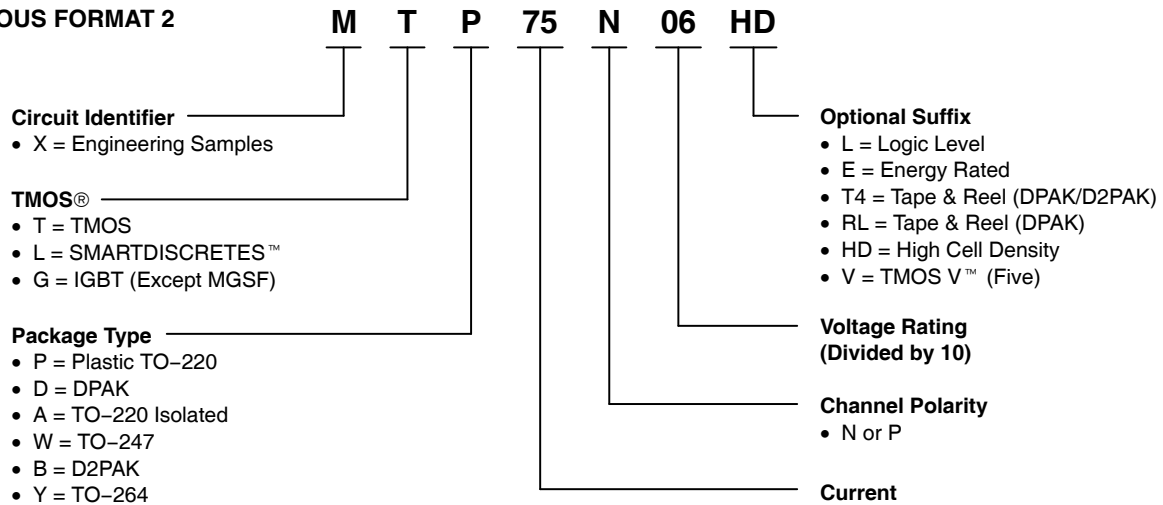 OUS FORMAT 2
M T P 75 N 06 HD
Circuit Identifier
• X = Engineering Samples
TMOS®
• T = TMOS
• L = SMARTDISCRETES™
• G = IGBT (Except MGSF)
Package Type
• P = Plastic TO−220
• D = DPAK
• A = TO−220 Isolated
• W = TO−247
• B = D2PAK
• Y = TO−264
Optional Suffix
• L = Logic Level
• E = Energy Rated
• T4 = Tape & Reel (DPAK/D2PAK)
• RL = Tape & Reel (DPAK)
• HD = High Cell Density
• V = TMOS V™ (Five)
Voltage Rating
(Divided by 10)
Channel Polarity
• N or P
Current